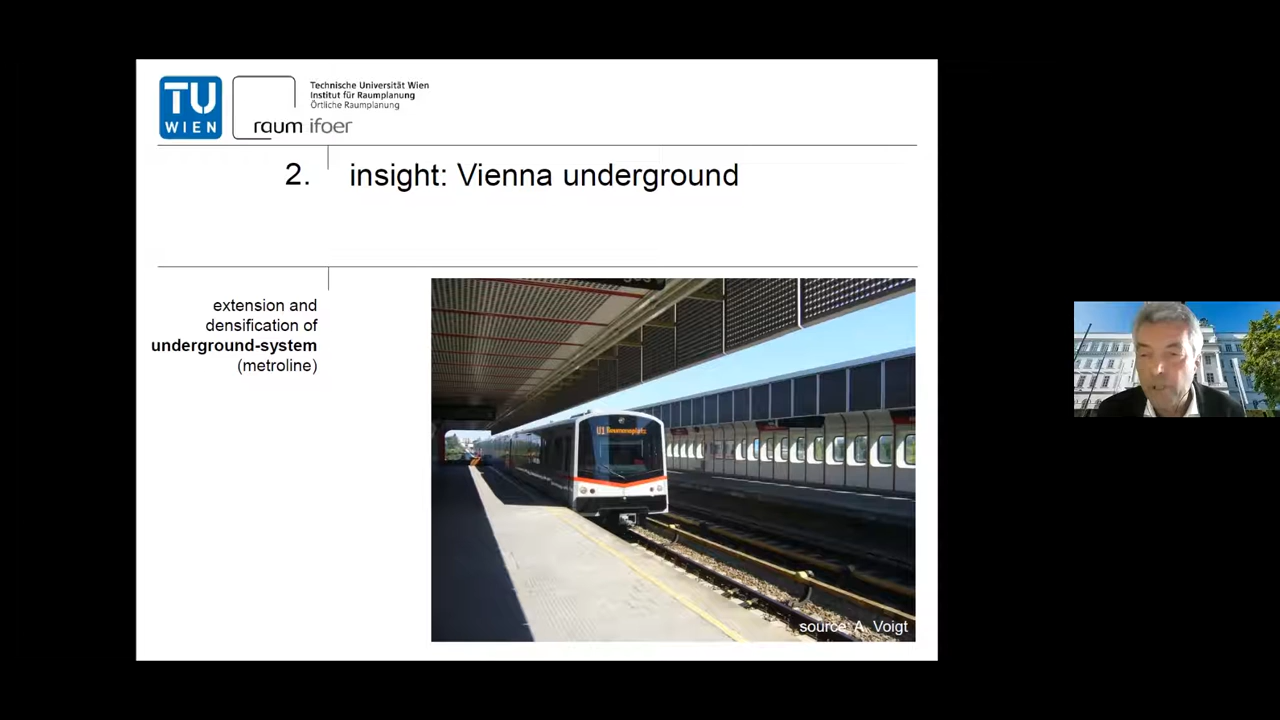 TU
WIEN
raum ifoer
Technische Universität Wien
Institut für Raumplanung
Örtliche Raumplanung
2.
insight: Vienna underground
extension and
densification of
underground-system
(metroline)
U1 Reumannplatz
source: A. Voigt